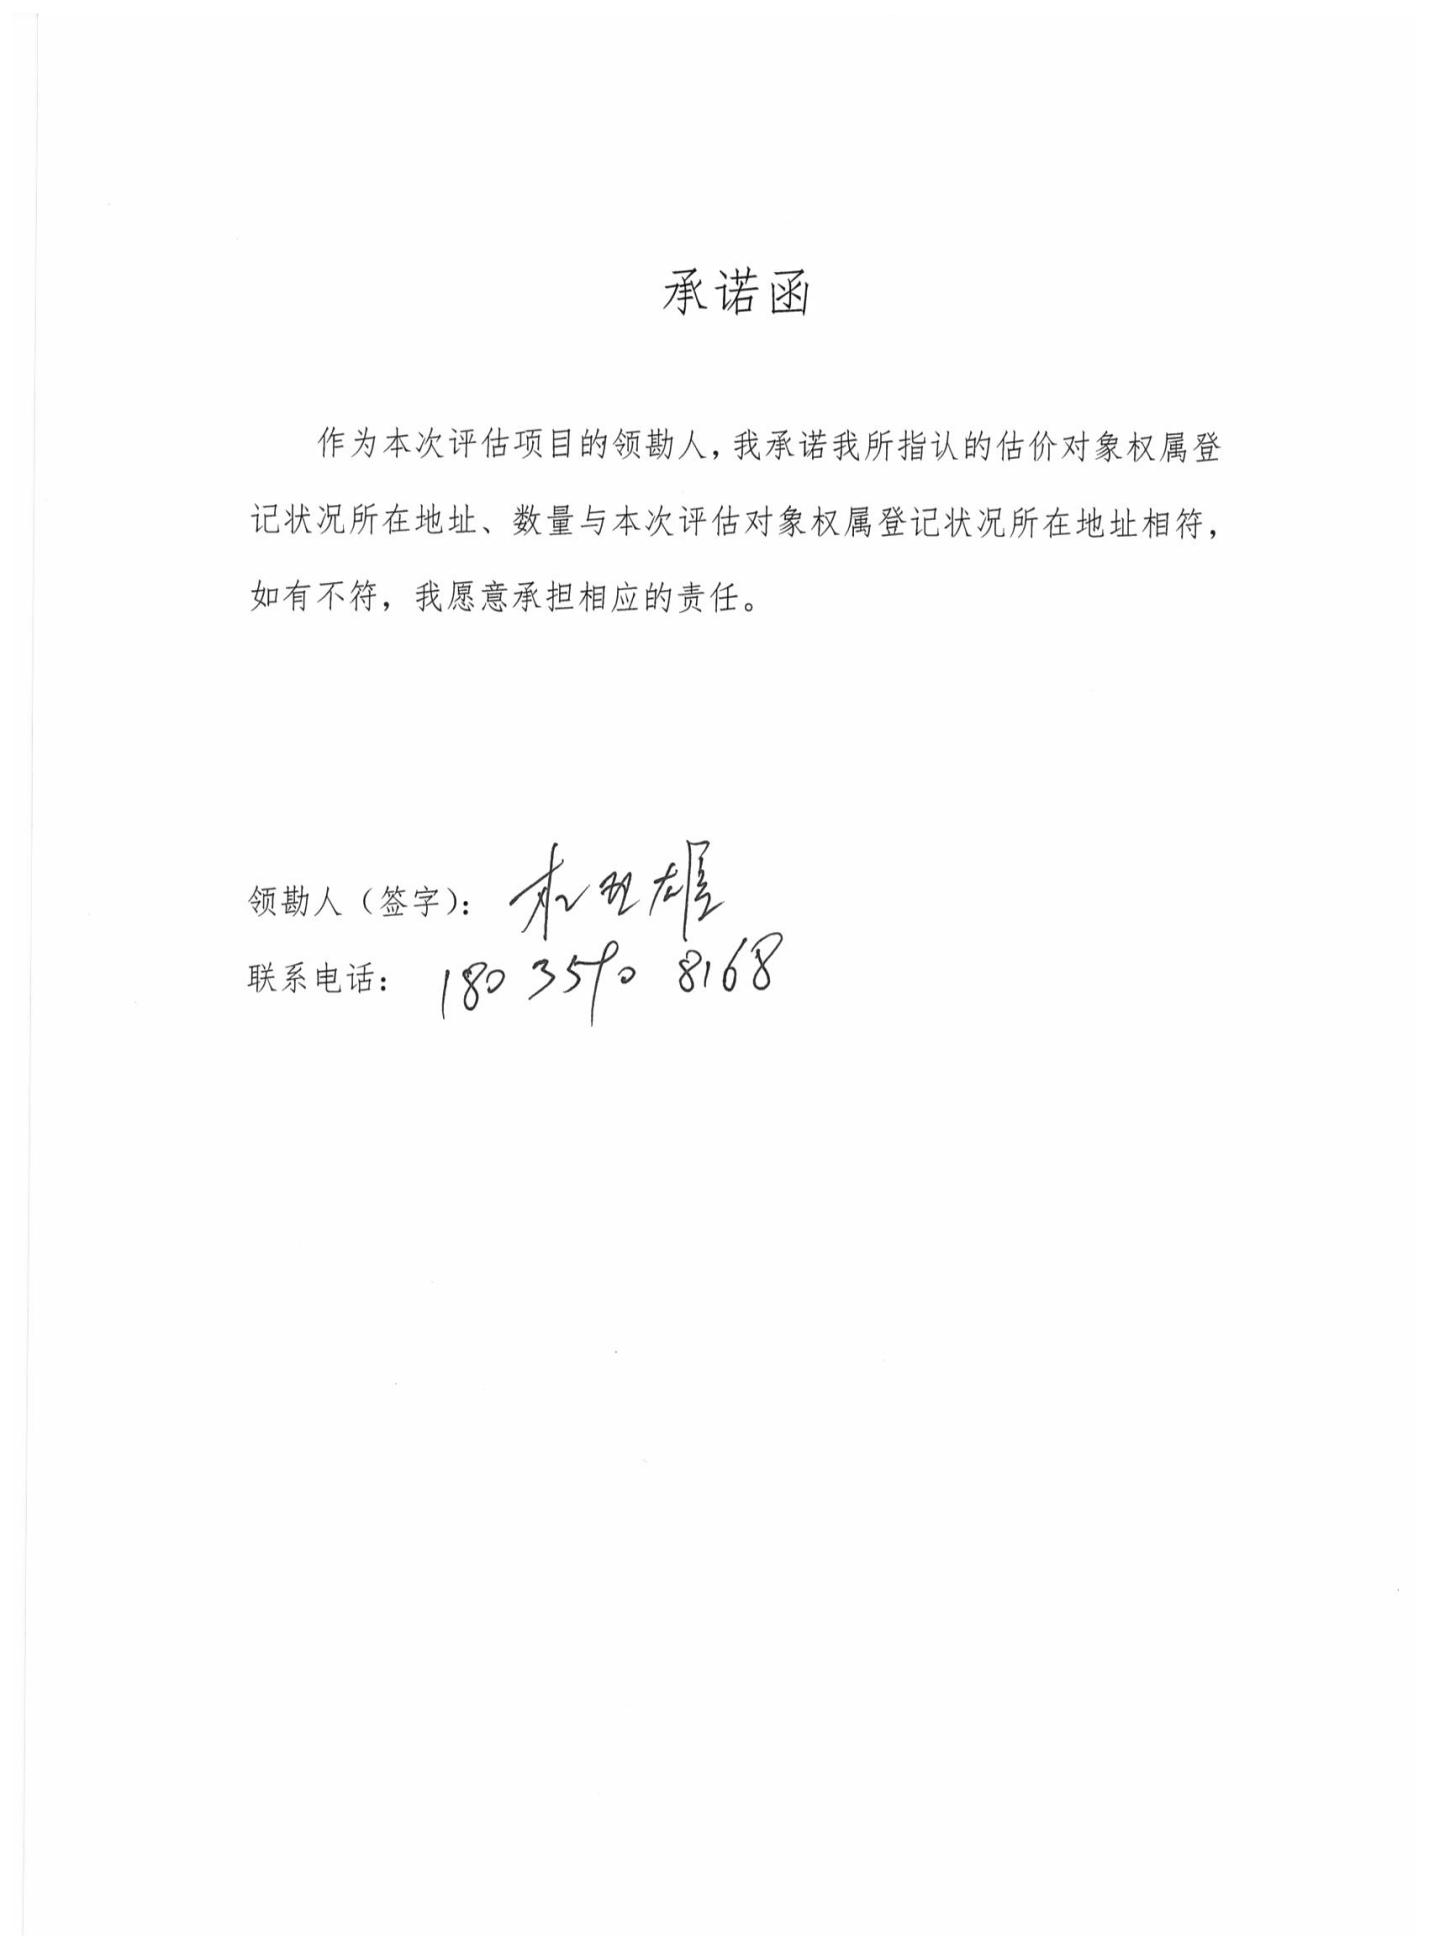 承诺函
作为本次评估项目的领勘人，我承诺我所指认的估价对象权属登
记状况所在地址、数量与本次评估对象权属登记状况所在地址相符，
如有不符，我愿意承担相应的责任。
领勘人（签字）：
联系电话： 180 3590 8168